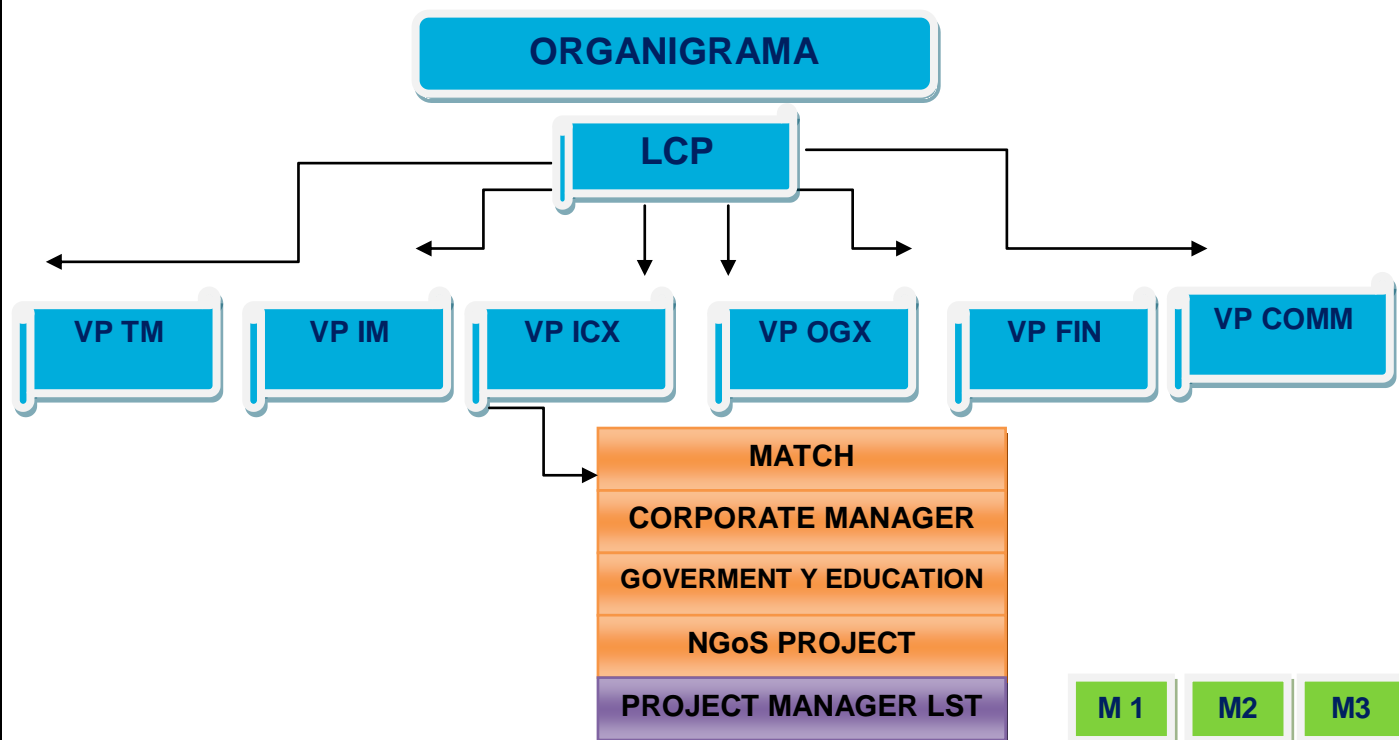 ORGANIGRAMA
LCP
VP TM
VP IM
VP ICX
VP OGX
VP FIN
VP COMM
MATCH
CORPORATE MANAGER
GOVERMENT Y EDUCATION
NGoS PROJECT
PROJECT MANAGER LST
M 1
M2
M3